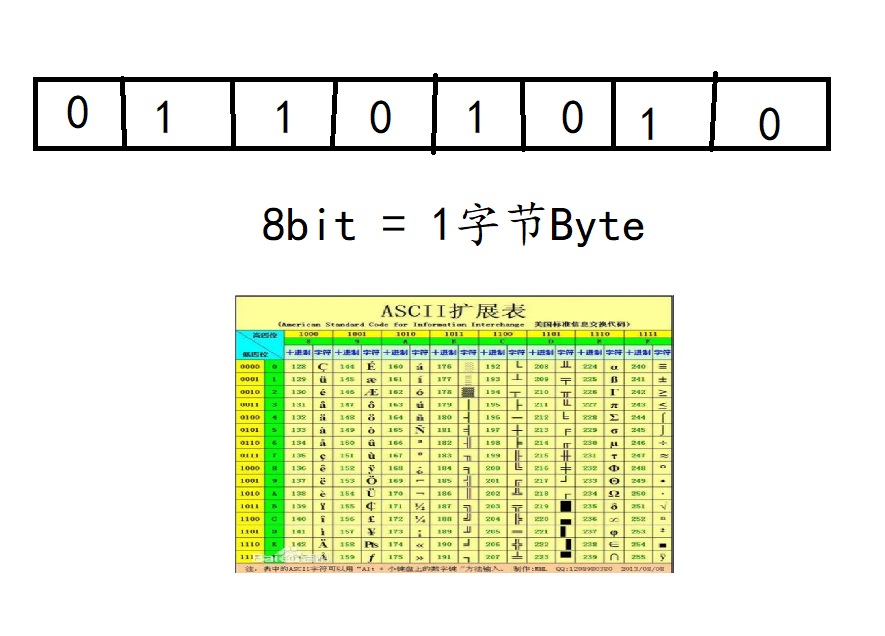 0 1 1 0 1 0 1 0
8bit = 1字节Byte
ASCII扩展表
(American Standard Code for Information Interchange 美国标准信息交换代码)
高四位 1000 1001 1010 1011 1100 1101 1110 1111
8 9 A B C D E F
低四位 十进制 字符 十进制 字符 十进制 字符 十进制 字符 十进制 字符 十进制 字符 十进制 字符 十进制 字符
0000 0 128 Ç 144 É 160 á 176 ░ 192 └ 208 ╨ 224 α 240 ≡
0001 1 129 ü 145 æ 161 í 177 ▒ 193 ┴ 209 ╤ 225 ß 241 ±
0010 2 130 é 146 Æ 162 ó 178 ▓ 194 ┬ 210 ╥ 226 Γ 242 ≥
0011 3 131 â 147 ô 163 ú 179 │ 195 ├ 211 ╙ 227 π 243 ≤
0100 4 132 ä 148 ö 164 ñ 180 ┤ 196 ─ 212 ╘ 228 Σ 244 ⌠
0101 5 133 à 149 ò 165 Ñ 181 ╡ 197 ┼ 213 ╒ 229 σ 245 ⌡
0110 6 134 å 150 û 166 ª 182 ╢ 198 ╞ 214 ╓ 230 µ 246 ÷
0111 7 135 ç 151 ù 167 º 183 ╖ 199 ╟ 215 ╫ 231 τ 247 ≈
1000 8 136 ê 152 ÿ 168 ¿ 184 ╕ 200 ╚ 216 ╪ 232 Φ 248 °
1001 9 137 ë 153 Ö 169 ⌐ 185 ╣ 201 ╔ 217 ┘ 233 Θ 249
1010 A 138 è 154 Ü 170 ¬ 186 ║ 202 ╩ 218 ┌ 234 Ω 250 ·
1011 B 139 ï 155 ¢ 171 ½ 187 ╗ 203 ╦ 219 █ 235 δ 251 √
1100 C 140 î 156 £ 172 ¼ 188 ╝ 204 ╠ 220 ▄ 236 ∞ 252 ⁿ
1101 D 141 ì 157 ¥ 173 ¡ 189 ╜ 205 ═ 221 ▌ 237 φ 253 ²
1110 E 142 Ä 158 ₧ 174 « 190 ╛ 206 ╬ 222 ▐ 238 ∈ 254 ■
159 ƒ 175 » 191 ┐ 207 ╧ 223 ▀ 239 ∩ 255
注：表中的ASCII字符可以用 "Alt + 小键盘上的数字键"方法输入。 2013/08/08